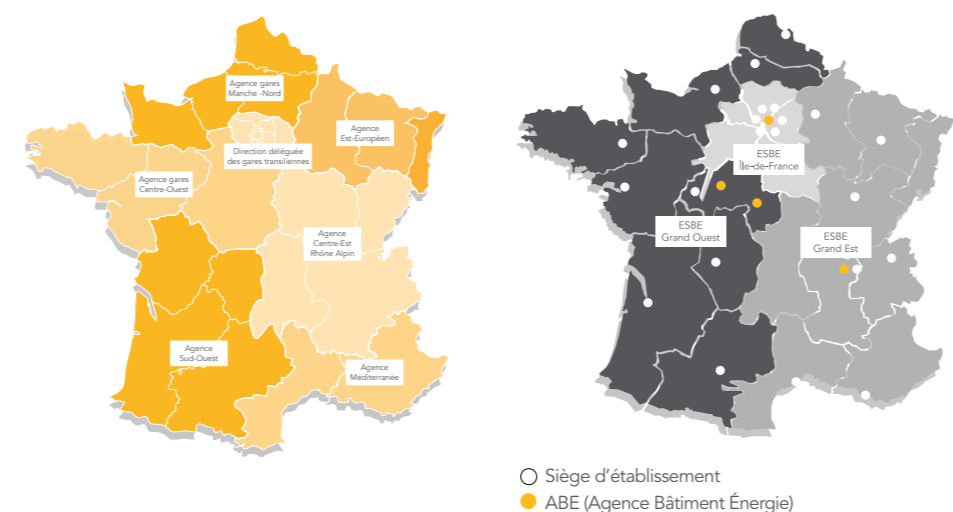 Agence gares
Manche -Nord
Agence
Est-Européen
Direction déléguée
des gares transiliennes
Agence gares
Centre-Ouest
Agence
Centre-Est
Rhône Alpin
Agence
Sud-Ouest
Agence
Méditerranée
ESBE
Île-de-France
ESBE
Grand Ouest
ESBE
Grand Est
Siège d'établissement
ABE (Agence Bâtiment Énergie)